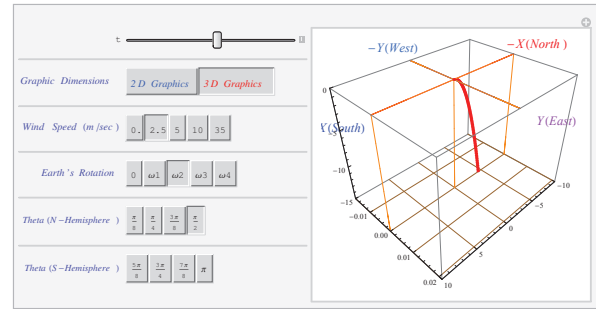 t
Graphic Dimensions 2 D Graphics 3 D Graphics
Wind Speed (m /sec ) 0. 2.5 5 10 35
Earth's Rotation 0 ω1 ω2 ω3 ω4
Theta (N -Hemisphere ) π/8 π/4 3π/8 π/2
Theta (S -Hemisphere ) 5π/8 3π/4 7π/8 π
-Y(West) -X(North )
X(South) Y(East)
0
-5
-10
-15
-0.01
0.00
0.01
0.02
10
5
0
-5
-10